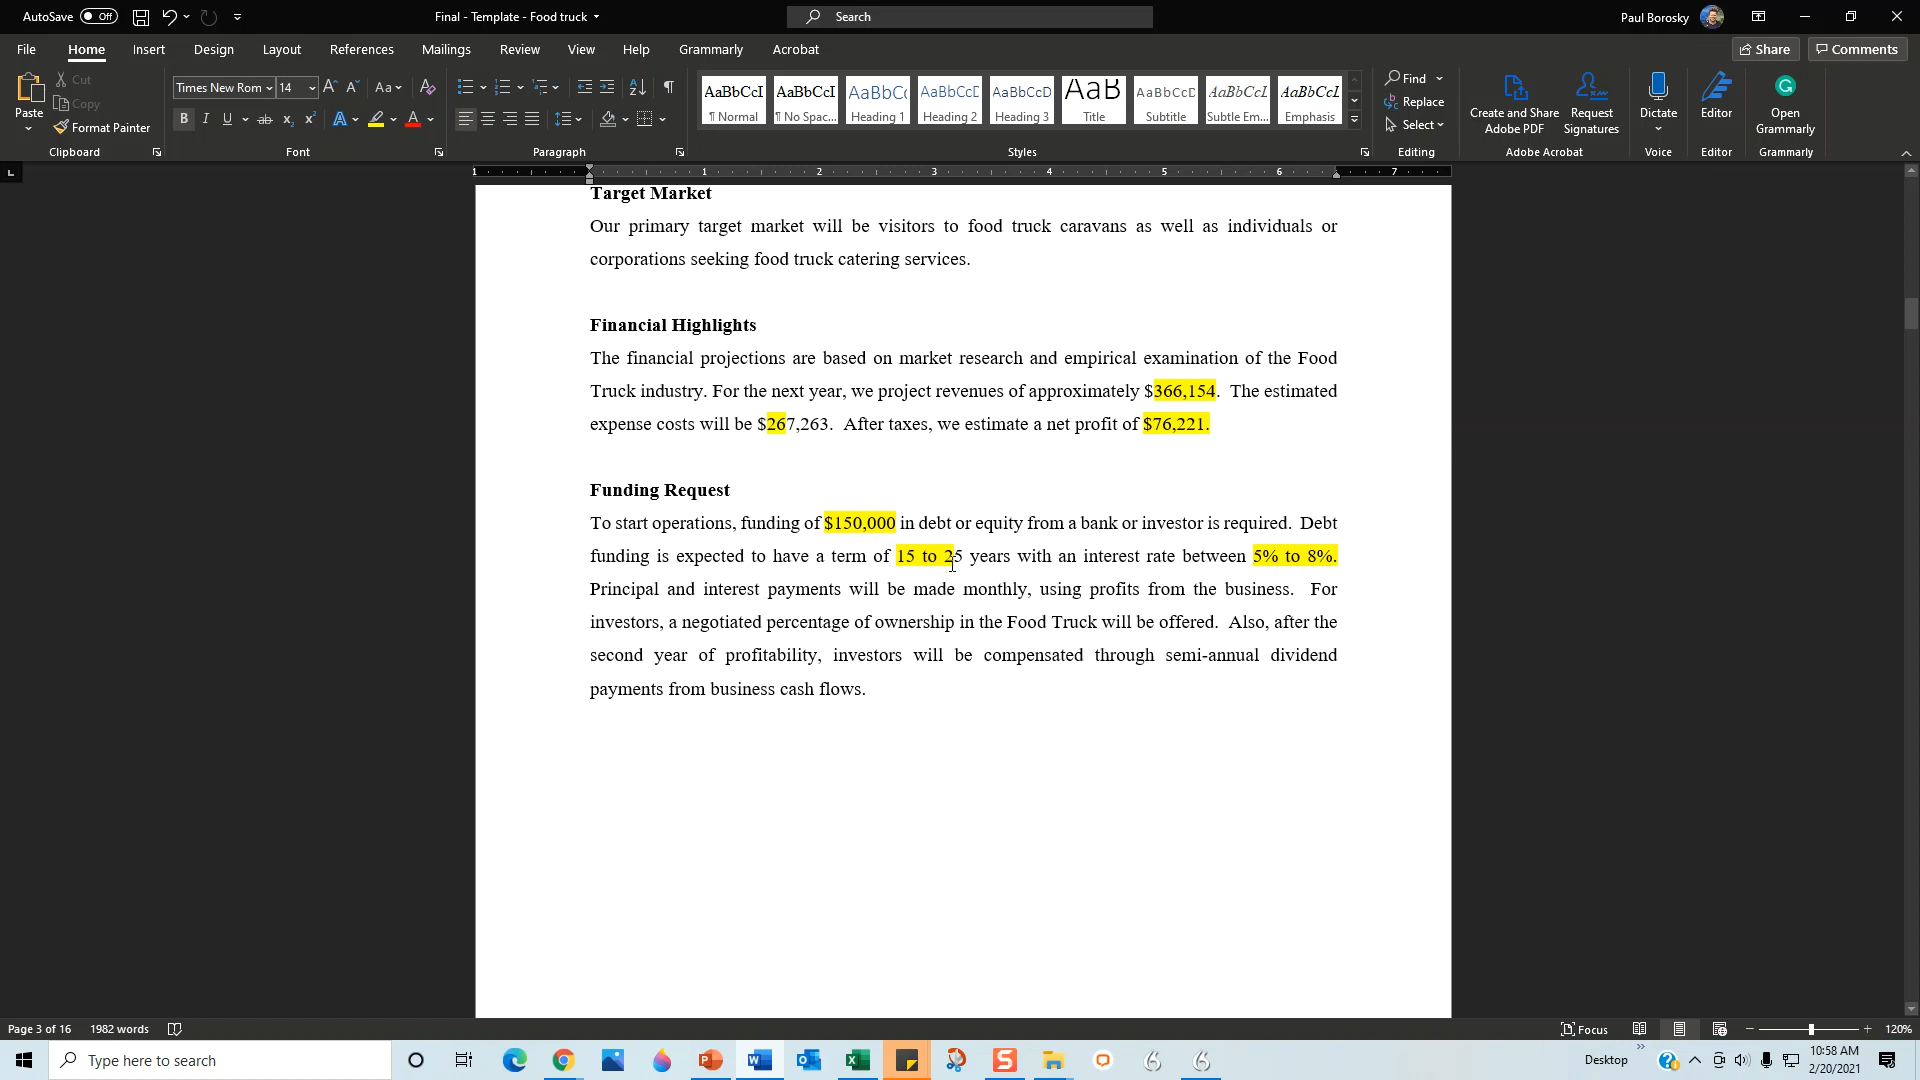 AutoSave Off Final - Template - Food truck Search Paul Borosky
File Home Insert Design Layout References Mailings Review View Help Grammarly Acrobat Share Comments
Paste Cut Copy Format Painter Clipboard
Times New Rom 14 Font
Paragraph
AaBbCcI AaBbCcI AaBbCc AaBbCcD AaBbCcD AaB AaBbCcD AaBbCcL AaBbCcL
¶ Normal ¶ No Spac... Heading 1 Heading 2 Heading 3 Title Subtitle Subtle Em... Emphasis
Styles
Find Replace Select Editing
Create and Share Adobe PDF Request Signatures Adobe Acrobat
Dictate Voice
Editor Editor
Open Grammarly Grammarly
1 1 2 3 4 5 6 7
Target Market
Our primary target market will be visitors to food truck caravans as well as individuals or
corporations seeking food truck catering services.
Financial Highlights
The financial projections are based on market research and empirical examination of the Food
Truck industry. For the next year, we project revenues of approximately $366,154. The estimated
expense costs will be $267,263. After taxes, we estimate a net profit of $76,221.
Funding Request
To start operations, funding of $150,000 in debt or equity from a bank or investor is required. Debt
funding is expected to have a term of 15 to 25 years with an interest rate between 5% to 8%.
Principal and interest payments will be made monthly, using profits from the business. For
investors, a negotiated percentage of ownership in the Food Truck will be offered. Also, after the
second year of profitability, investors will be compensated through semi-annual dividend
payments from business cash flows.
Page 3 of 16 1982 words Focus 120%
Type here to search Desktop 10:58 AM
2/20/2021